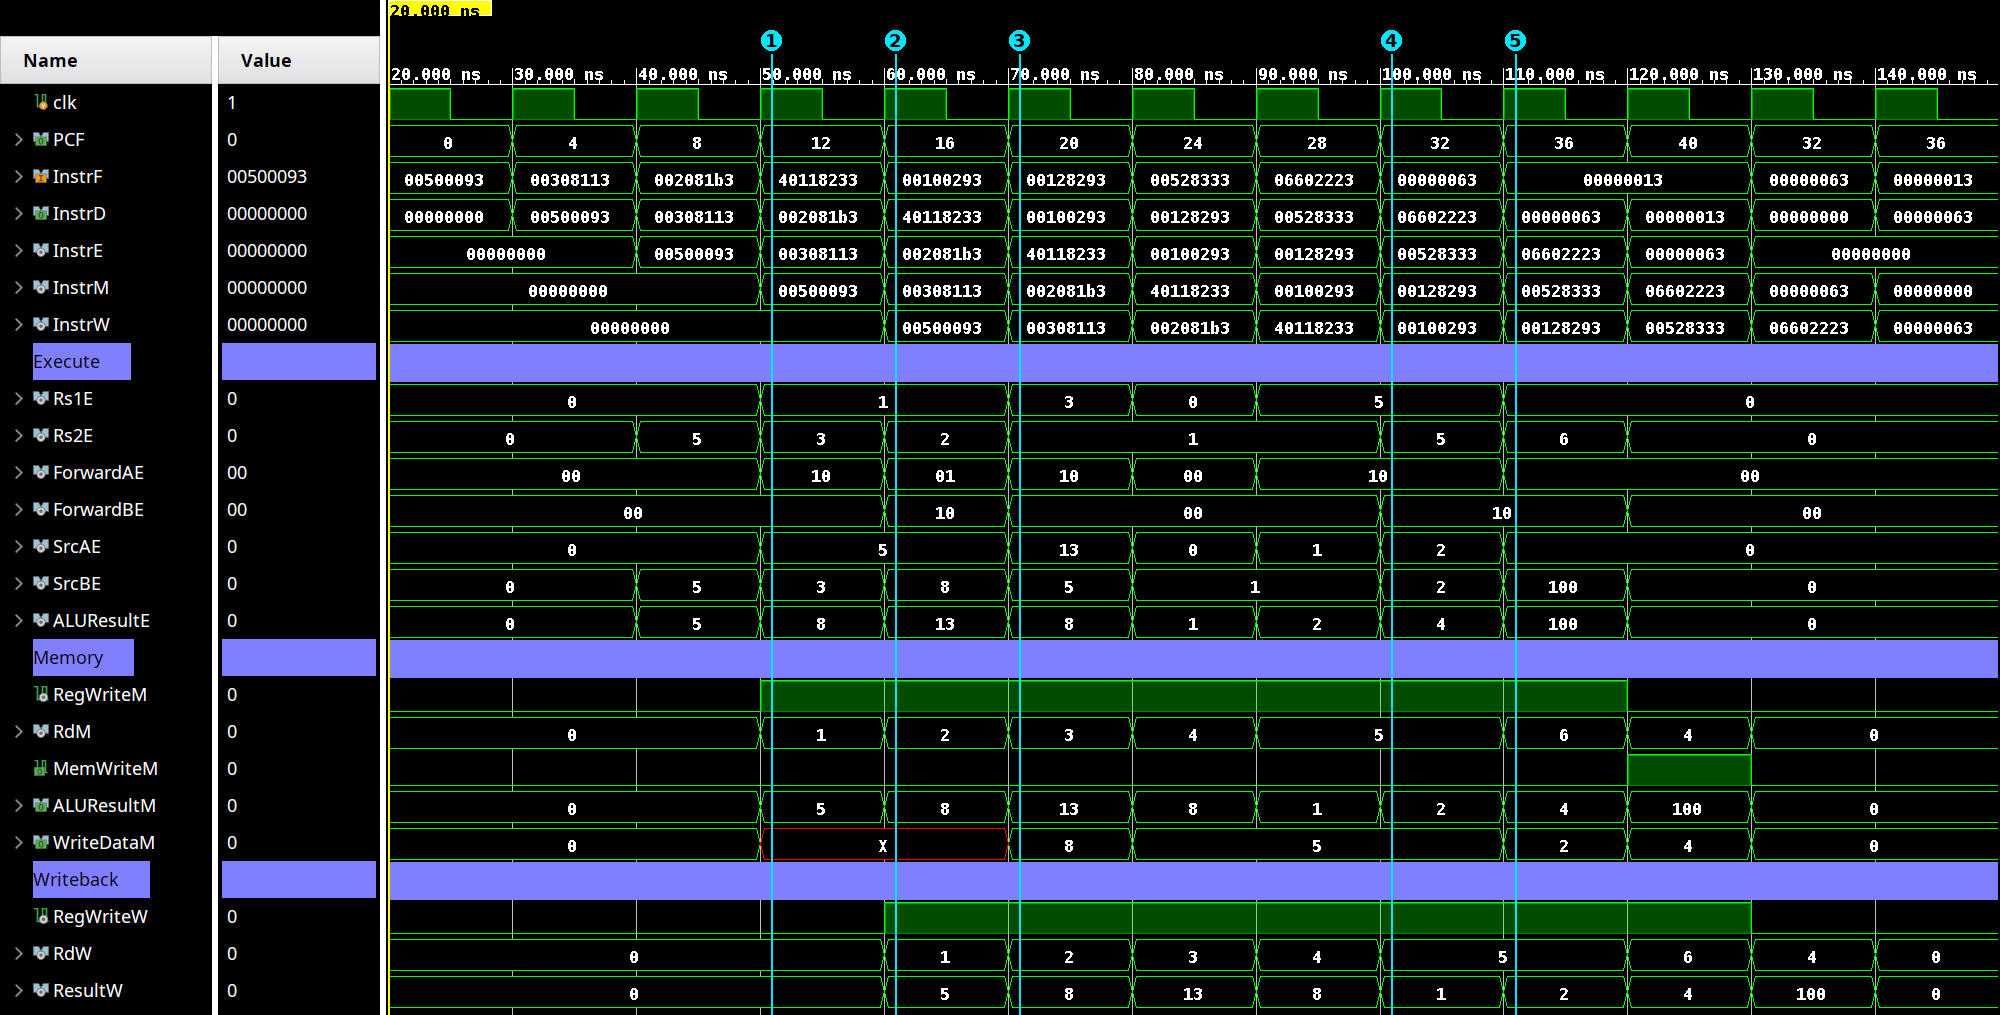 20.000 ns
1 2 3 4 5
Name Value 20.000 ns 30.000 ns 40.000 ns 50.000 ns 60.000 ns 70.000 ns 80.000 ns 90.000 ns 100.000 ns 110.000 ns 120.000 ns 130.000 ns 140.000 ns
clk 1
PCF 0 0 4 8 12 16 20 24 28 32 36 40 32 36
InstrF 00500093 00500093 00308113 002081b3 40118233 00100293 00128293 00528333 06602223 00000063 00000013 00000063 00000013
InstrD 00000000 00000000 00500093 00308113 002081b3 40118233 00100293 00128293 00528333 06602223 00000063 00000013 00000000 00000063
InstrE 00000000 00000000 00500093 00308113 002081b3 40118233 00100293 00128293 00528333 06602223 00000063 00000000
InstrM 00000000 00000000 00500093 00308113 002081b3 40118233 00100293 00128293 00528333 06602223 00000063 00000000
InstrW 00000000 00000000 00500093 00308113 002081b3 40118233 00100293 00128293 00528333 06602223 00000063
Execute
Rs1E 0 0 1 3 0 5 0
Rs2E 0 0 5 3 2 1 5 6 0
ForwardAE 00 00 10 01 10 00 10 00
ForwardBE 00 00 10 00 10 00
SrcAE 0 0 5 13 0 1 2 0
SrcBE 0 0 5 3 8 5 1 2 100 0
ALUResultE 0 0 5 8 13 8 1 2 4 100 0
Memory
RegWriteM 0
RdM 0 0 1 2 3 4 5 6 4 0
MemWriteM 0
ALUResultM 0 0 5 8 13 8 1 2 4 100 0
WriteDataM 0 0 X 8 5 2 4 0
Writeback
RegWriteW 0
RdW 0 0 1 2 3 4 5 6 4 0
ResultW 0 0 5 8 13 8 1 2 4 100 0